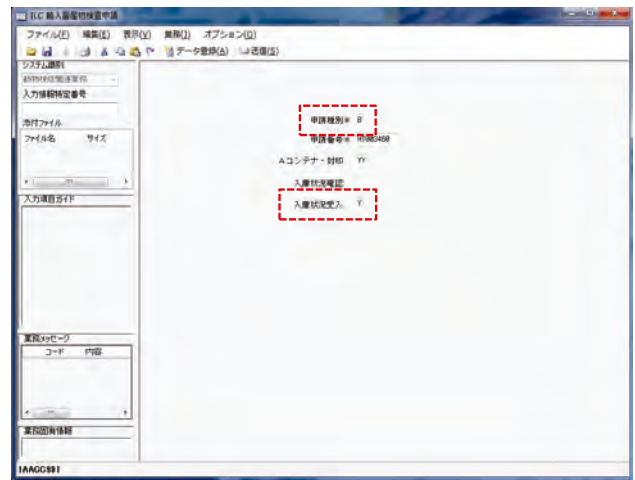 ILC 輸入畜産物検査申請
ファイル(F) 編集(E) 表示(V) 業務(J) オプション(O)
データ登録(A) 送信(S)
システム識別
入力情報特定番号
添付ファイル
ファイル名 サイズ
入力項目ガイド
業務メッセージ
コード 内容
業務固有情報
申請種別※ B
申請番号※
Aコンテナ・封印 YY
入庫状況確認
入庫状況受入 Y